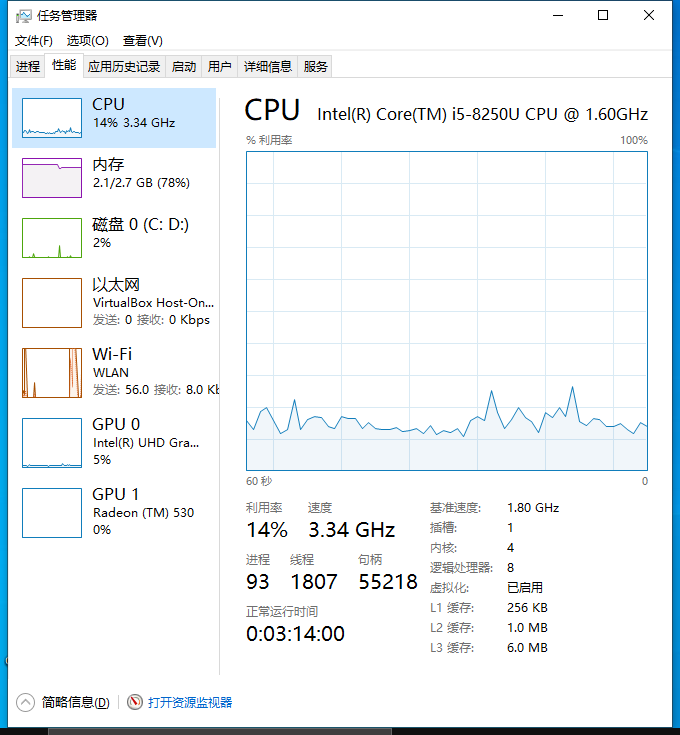 任务管理器
文件(F) 选项(O) 查看(V)
进程 性能 应用历史记录 启动 用户 详细信息 服务
CPU
14% 3.34 GHz
内存
2.1/2.7 GB (78%)
磁盘 0 (C: D:)
2%
以太网
VirtualBox Host-On...
发送: 0 接收: 0 Kbps
Wi-Fi
WLAN
发送: 56.0 接收: 8.0 Kb
GPU 0
Intel(R) UHD Gra...
5%
GPU 1
Radeon (TM) 530
0%
CPU Intel(R) Core(TM) i5-8250U CPU @ 1.60GHz
% 利用率 100%
60 秒 0
利用率 速度
14% 3.34 GHz
进程 线程 句柄
93 1807 55218
正常运行时间
0:03:14:00
基准速度: 1.80 GHz
插槽: 1
内核: 4
逻辑处理器: 8
虚拟化: 已启用
L1 缓存: 256 KB
L2 缓存: 1.0 MB
L3 缓存: 6.0 MB
简略信息(D) 打开资源监视器